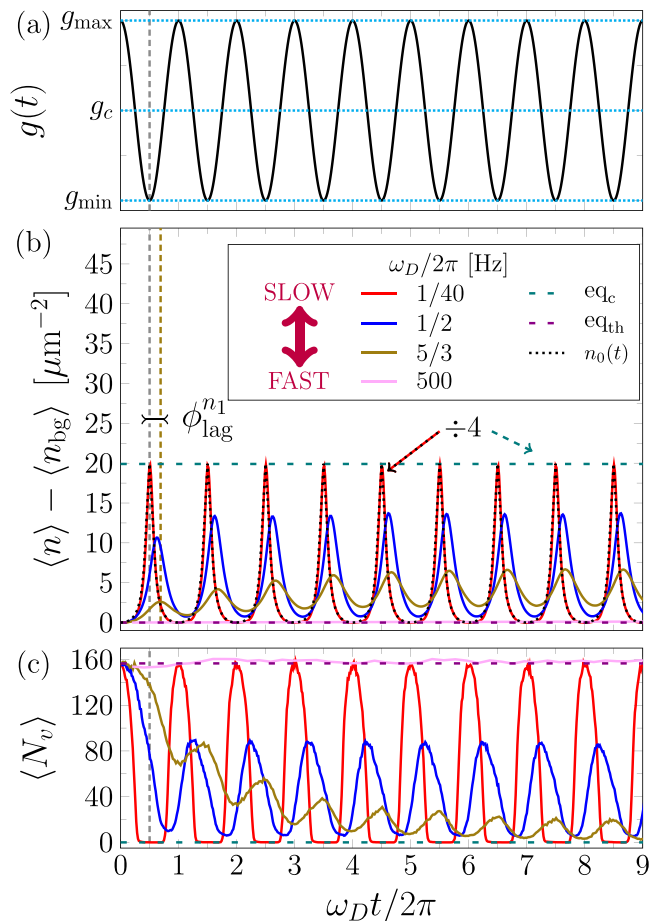 (a)
g_max
g_c
g_min
g(t)
(b)
45
40
35
30
25
20
15
10
5
0
⟨n⟩ − ⟨n_bg⟩ [μm⁻²]
ω_D/2π [Hz]
SLOW
FAST
1/40
1/2
5/3
500
eq_c
eq_th
n_0(t)
ϕ_lag^{n_1}
÷4
(c)
160
120
80
40
0
⟨N_v⟩
0 1 2 3 4 5 6 7 8 9
ω_D t/2π